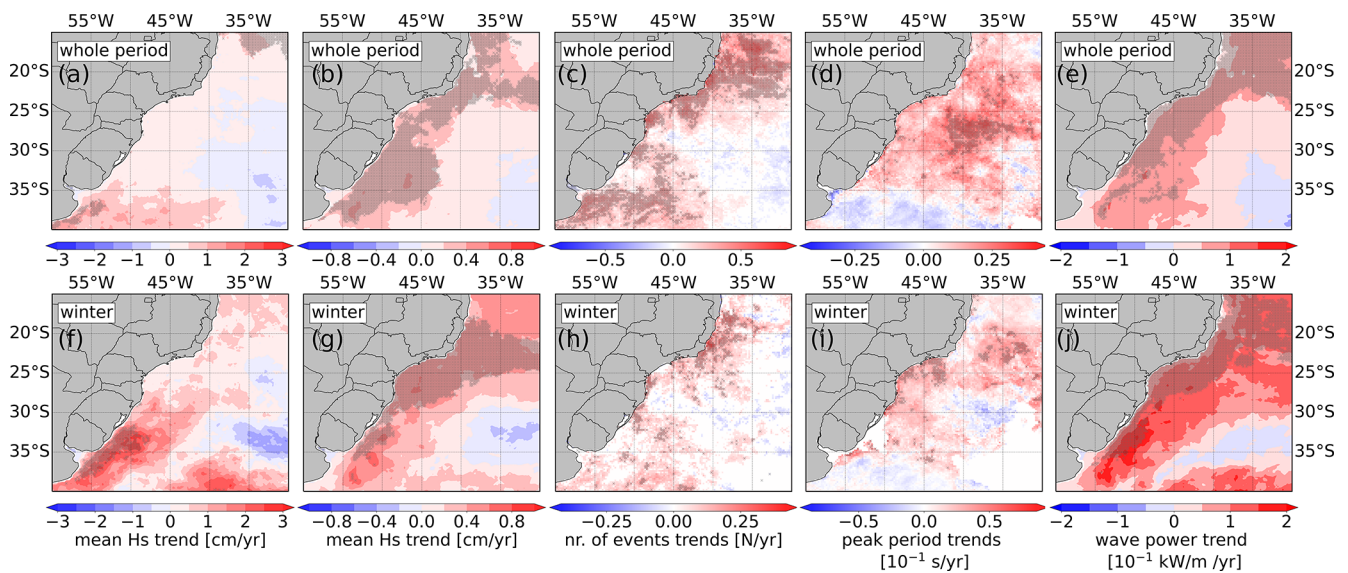 55°W 45°W 35°W 55°W 45°W 35°W 55°W 45°W 35°W 55°W 45°W 35°W 55°W 45°W 35°W
whole period whole period whole period whole period whole period
20°S (a) (b) (c) (d) (e) 20°S
25°S 25°S
30°S 30°S
35°S 35°S
−3 −2 −1 0 1 2 3 −0.8 −0.4 0.0 0.4 0.8 −0.5 0.0 0.5 −0.25 0.00 0.25 −2 −1 0 1 2
55°W 45°W 35°W 55°W 45°W 35°W 55°W 45°W 35°W 55°W 45°W 35°W 55°W 45°W 35°W
winter winter winter winter winter
20°S (f) (g) (h) (i) (j) 20°S
25°S 25°S
30°S 30°S
35°S 35°S
−3 −2 −1 0 1 2 3 −0.8 −0.4 0.0 0.4 0.8 −0.25 0.00 0.25 −0.5 0.0 0.5 −2 −1 0 1 2
mean Hs trend [cm/yr] mean Hs trend [cm/yr] nr. of events trends [N/yr] peak period trends wave power trend
[10⁻¹ s/yr] [10⁻¹ kW/m /yr]